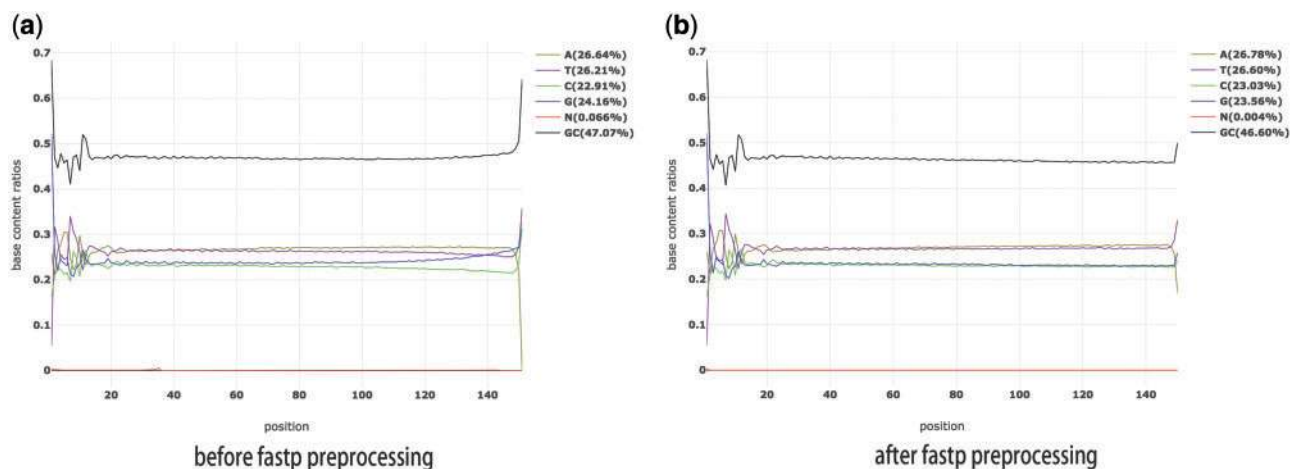 (a)
0.7
0.6
0.5
0.4
0.3
0.2
0.1
0
base content ratios
20 40 60 80 100 120 140
position
A(26.64%)
T(26.21%)
C(22.91%)
G(24.16%)
N(0.066%)
GC(47.07%)
before fastp preprocessing
(b)
0.7
0.6
0.5
0.4
0.3
0.2
0.1
0
base content ratios
20 40 60 80 100 120 140
position
A(26.78%)
T(26.60%)
C(23.03%)
G(23.56%)
N(0.004%)
GC(46.60%)
after fastp preprocessing